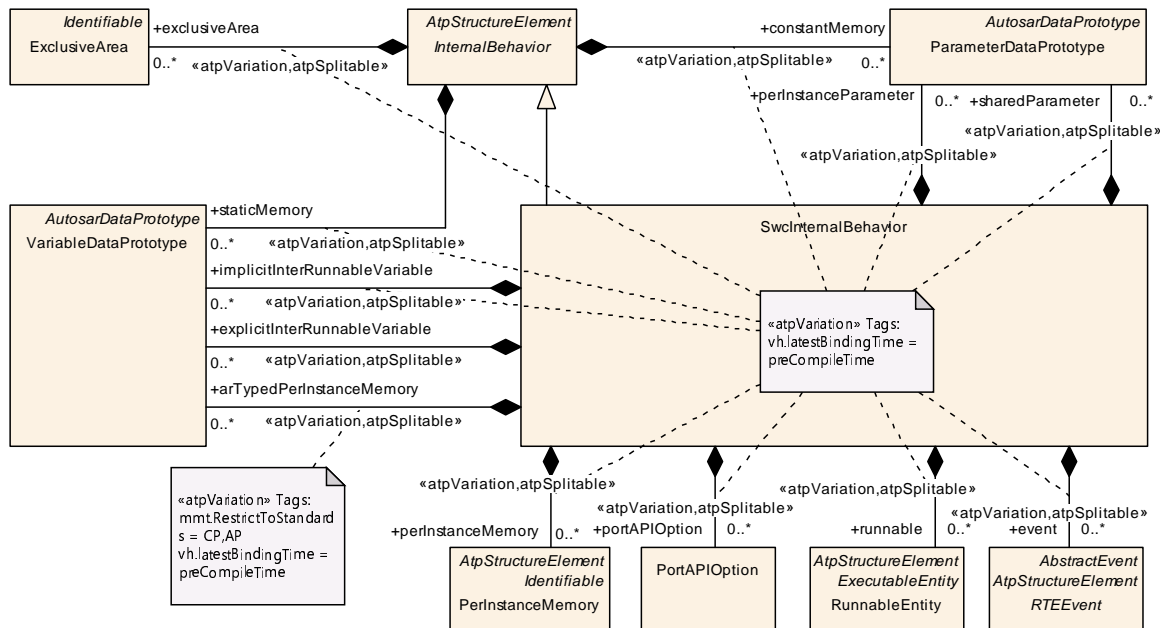 Identifiable
ExclusiveArea
+exclusiveArea
0..*
«atpVariation,atpSplitable»
AtpStructureElement
InternalBehavior
+constantMemory
«atpVariation,atpSplitable»
0..*
AutosarDataPrototype
ParameterDataPrototype
+perInstanceParameter
0..*
+sharedParameter
0..*
«atpVariation,atpSplitable»
«atpVariation,atpSplitable»
AutosarDataPrototype
VariableDataPrototype
+staticMemory
0..*
«atpVariation,atpSplitable»
+implicitInterRunnableVariable
0..*
«atpVariation,atpSplitable»
+explicitInterRunnableVariable
0..*
«atpVariation,atpSplitable»
+arTypedPerInstanceMemory
0..*
«atpVariation,atpSplitable»
SwcInternalBehavior
«atpVariation» Tags:
vh.latestBindingTime =
preCompileTime
«atpVariation» Tags:
mmt.RestrictToStandard
s = CP,AP
vh.latestBindingTime =
preCompileTime
«atpVariation,atpSplitable»
+perInstanceMemory
0..*
«atpVariation,atpSplitable»
+portAPIOption
0..*
«atpVariation,atpSplitable»
+runnable
0..*
«atpVariation,atpSplitable»
+event
0..*
AtpStructureElement
Identifiable
PerInstanceMemory
PortAPIOption
AtpStructureElement
ExecutableEntity
RunnableEntity
AbstractEvent
AtpStructureElement
RTEEvent